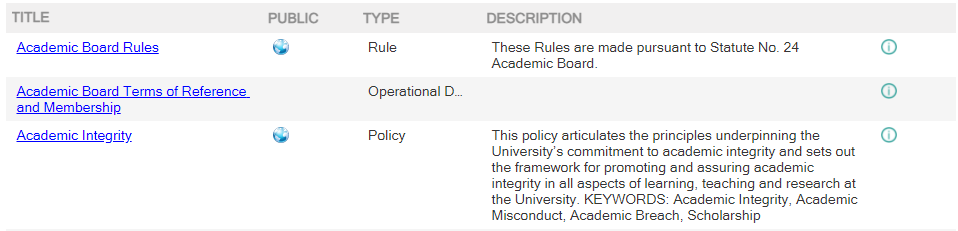 TITLE PUBLIC TYPE DESCRIPTION
Academic Board Rules Rule These Rules are made pursuant to Statute No. 24
Academic Board.
Academic Board Terms of Reference Operational D...
and Membership
Academic Integrity Policy This policy articulates the principles underpinning the
University's commitment to academic integrity and sets out
the framework for promoting and assuring academic
integrity in all aspects of learning, teaching and research at
the University. KEYWORDS: Academic Integrity, Academic
Misconduct, Academic Breach, Scholarship